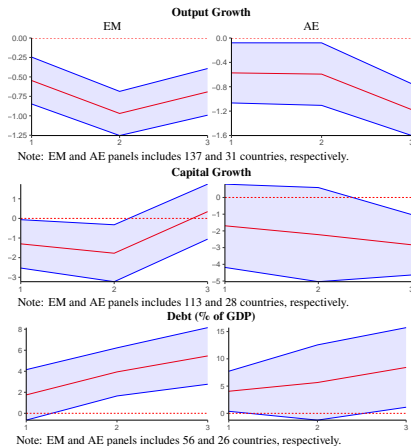 Output Growth
EM AE
0.00
-0.25
-0.50
-0.75
-1.00
-1.25
1 2 3
0.0
-0.4
-0.8
-1.2
-1.6
1 2 3
Note: EM and AE panels includes 137 and 31 countries, respectively.
Capital Growth
1
0
-1
-2
-3
1 2 3
0
-1
-2
-3
-4
-5
1 2 3
Note: EM and AE panels includes 113 and 28 countries, respectively.
Debt (% of GDP)
8
6
4
2
0
1 2 3
15
10
5
0
1 2 3
Note: EM and AE panels includes 56 and 26 countries, respectively.